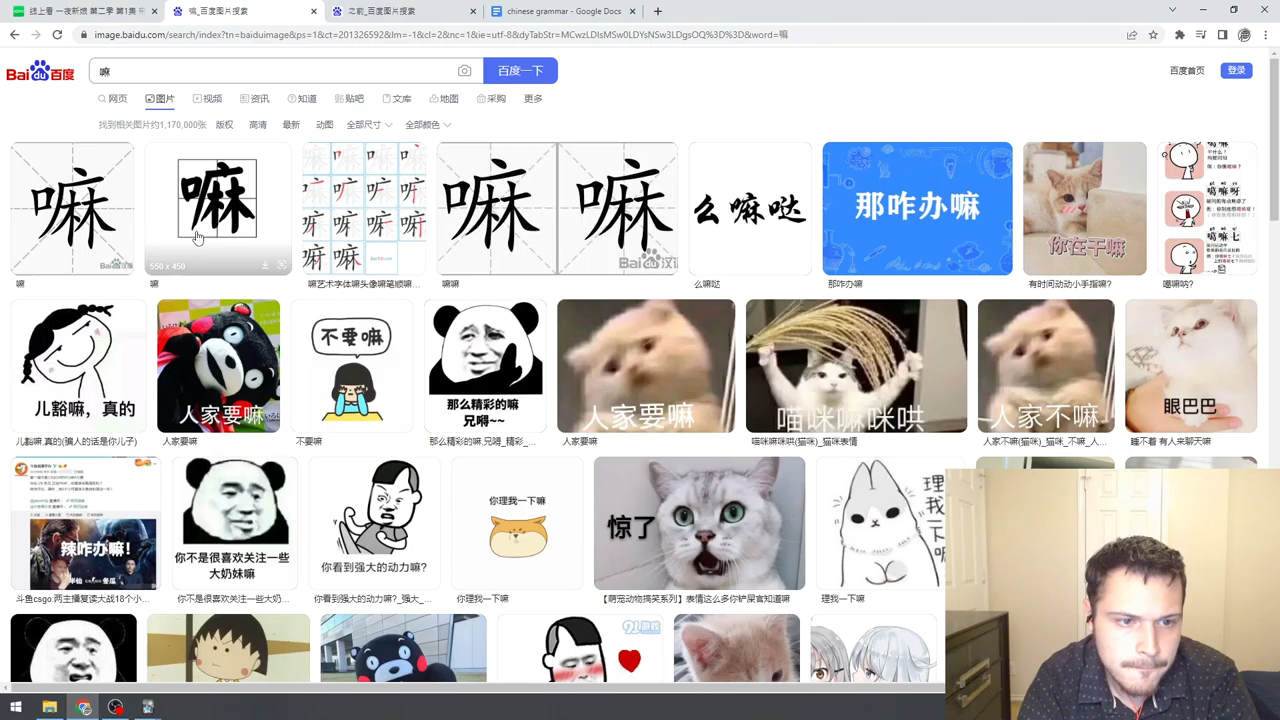 线上看 一夜新娘 第二季 第1集
嘛_百度图片搜索
之前_百度图片搜索
chinese grammar - Google Docs
image.baidu.com/search/index?tn=baiduimage&ps=1&ct=201326592&lm=-1&cl=2&nc=1&ie=utf-8&dyTabStr=MCwzLDIsMSw0LDYsNSw3LDgsOQ%3D%3D&word=嘛
Baidu百度
嘛
百度一下
百度首页
登录
网页 图片 视频 资讯 知道 贴吧 文库 地图 采购 更多
找到相关图片约1,170,000张 版权 高清 最新 动图 全部尺寸 全部颜色
嘛
嘛
嘛 嘛
么嘛哒
那咋办嘛
你在干嘛
550 x 450
嘛
嘛
嘛艺术字体嘛头像嘛笔顺嘛...
嘛嘛
么嘛哒
那咋办嘛
有时间动动小手指嘛?
儿豁嘛，真的
人家要嘛
不要嘛
那么精彩的嘛
兄嘚~~
人家要嘛
喵咪嘛咪哄
人家不嘛
眼巴巴
儿豁嘛,真的(骗人的话是你儿子)
人家要嘛
不要嘛
那么精彩的嘛,兄嘚_精彩_...
人家要嘛
喵咪嘛咪哄(猫咪)_猫咪表情
人家不嘛(猫咪)_猫咪_不嘛_人...
睡不着 有人来聊天嘛
辣咋办嘛!
你不是很喜欢关注一些
大奶妹嘛
你看到强大的动力嘛?
你理我一下嘛
惊了
斗鱼csgo:两主播复读大战18个小...
你不是很喜欢关注一些大奶...
你看到强大的动力嘛?_强大_...
你理我一下嘛
【萌宠动物搞笑系列】表情这么多你铲屎官知道嘛
理我一下嘛
91游戏